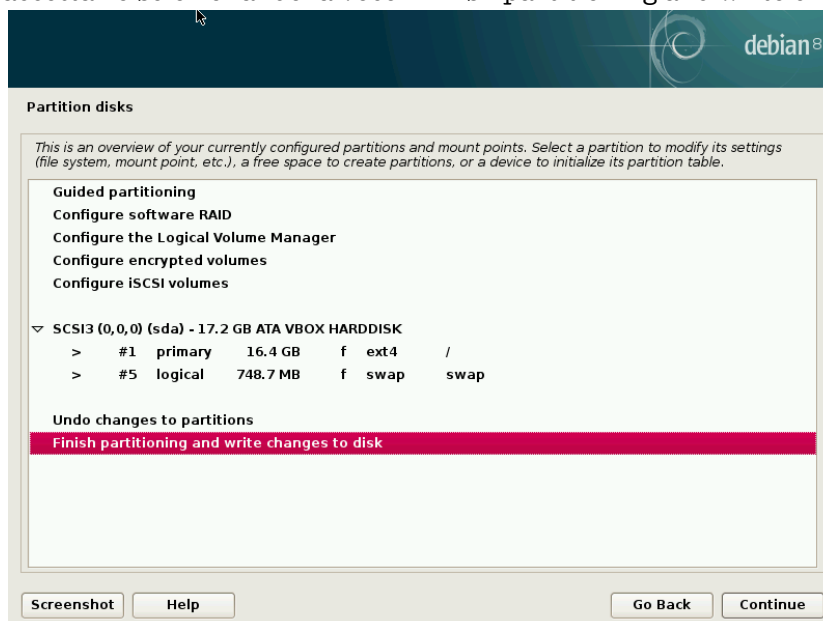 debian 8
Partition disks
This is an overview of your currently configured partitions and mount points. Select a partition to modify its settings
(file system, mount point, etc.), a free space to create partitions, or a device to initialize its partition table.
Guided partitioning
Configure software RAID
Configure the Logical Volume Manager
Configure encrypted volumes
Configure iSCSI volumes
SCSI3 (0,0,0) (sda) - 17.2 GB ATA VBOX HARDDISK
> #1 primary 16.4 GB f ext4 /
> #5 logical 748.7 MB f swap swap
Undo changes to partitions
Finish partitioning and write changes to disk
Screenshot Help Go Back Continue